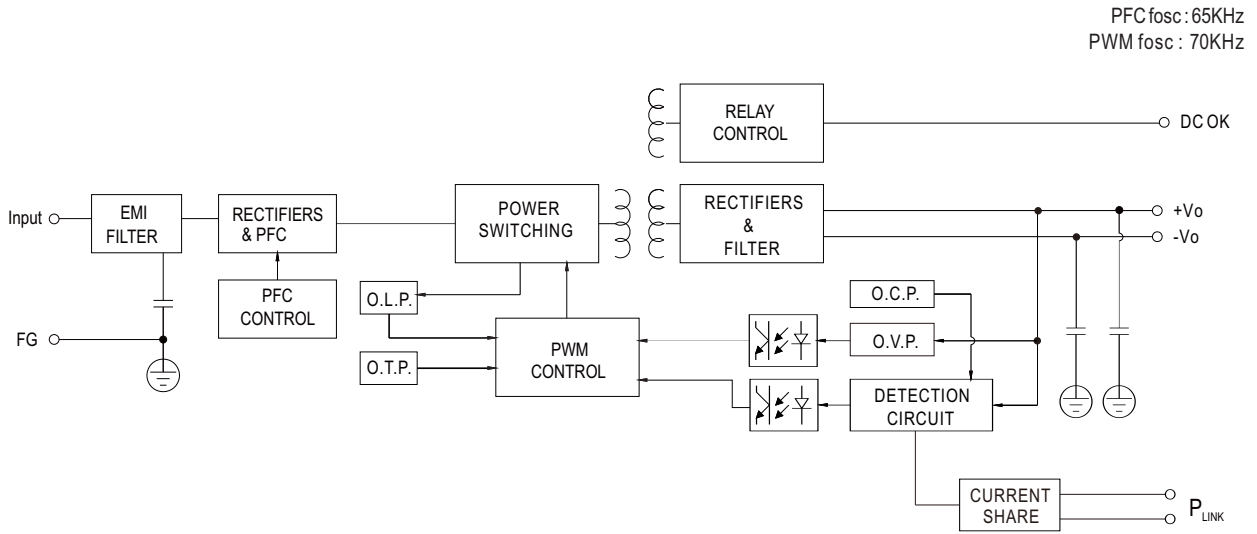 PFC fosc : 65KHz
PWM fosc : 70KHz
RELAY
CONTROL
DC OK
Input
EMI
FILTER
RECTIFIERS
& PFC
POWER
SWITCHING
RECTIFIERS
&
FILTER
+Vo
-Vo
PFC
CONTROL
O.L.P.
O.C.P.
FG
PWM
CONTROL
O.V.P.
O.T.P.
DETECTION
CIRCUIT
CURRENT
SHARE
PLINK